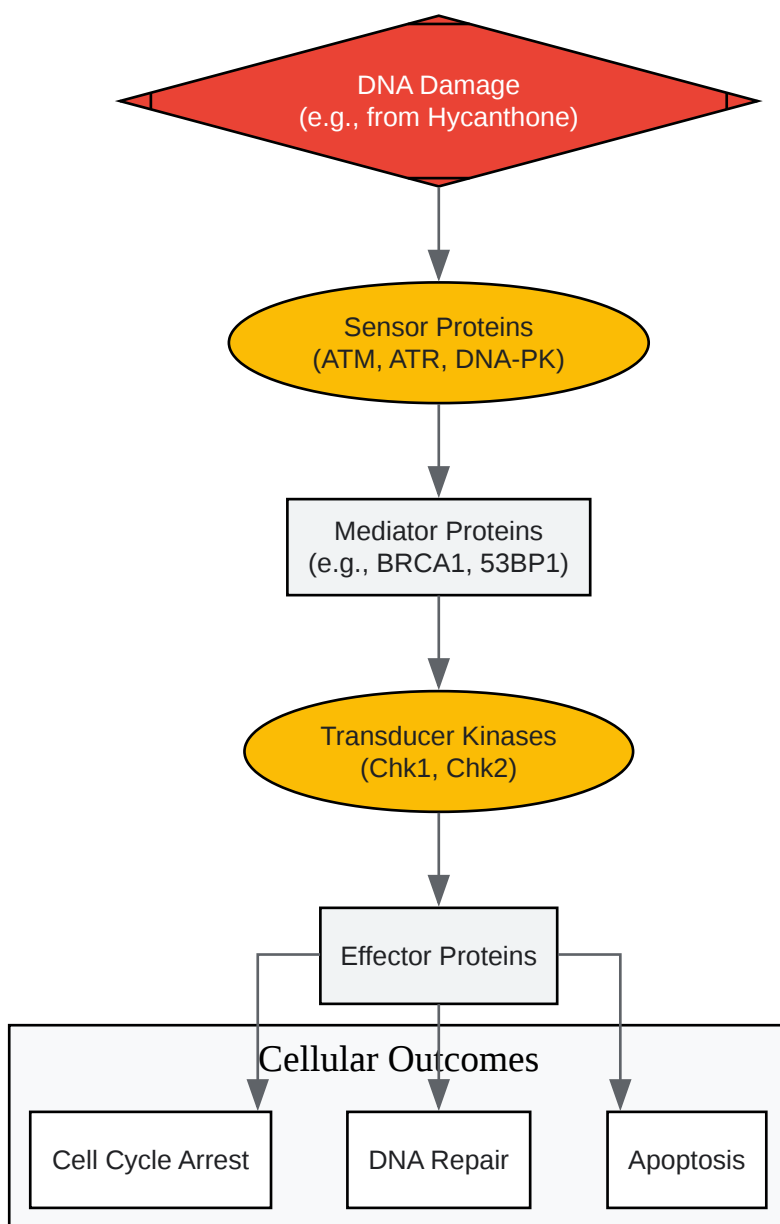 DNA Damage
(e.g., from Hycanthone)
Sensor Proteins
(ATM, ATR, DNA-PK)
Mediator Proteins
(e.g., BRCA1, 53BP1)
Transducer Kinases
(Chk1, Chk2)
Effector Proteins
Cellular Outcomes
Cell Cycle Arrest
DNA Repair
Apoptosis